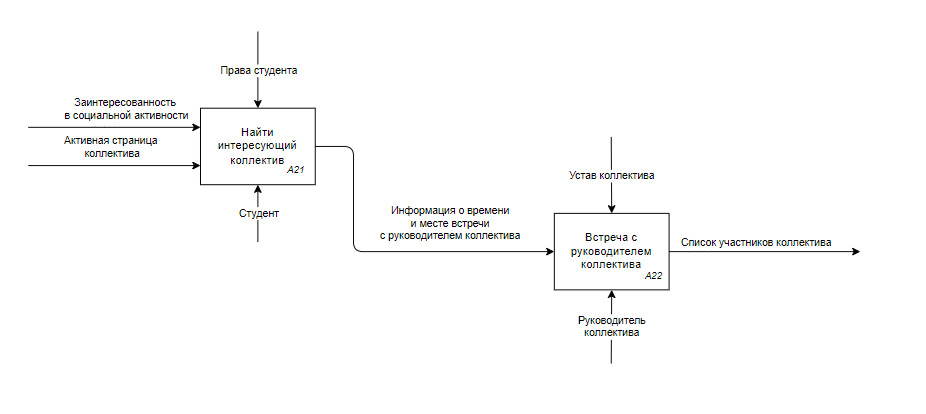 Права студента
Заинтересованность
в социальной активности
Активная страница
коллектива
Найти
интересующий
коллектив
A21
Студент
Устав коллектива
Информация о времени
и месте встречи
с руководителем коллектива
Встреча с
руководителем
коллектива
A22
Список участников коллектива
Руководитель
коллектива